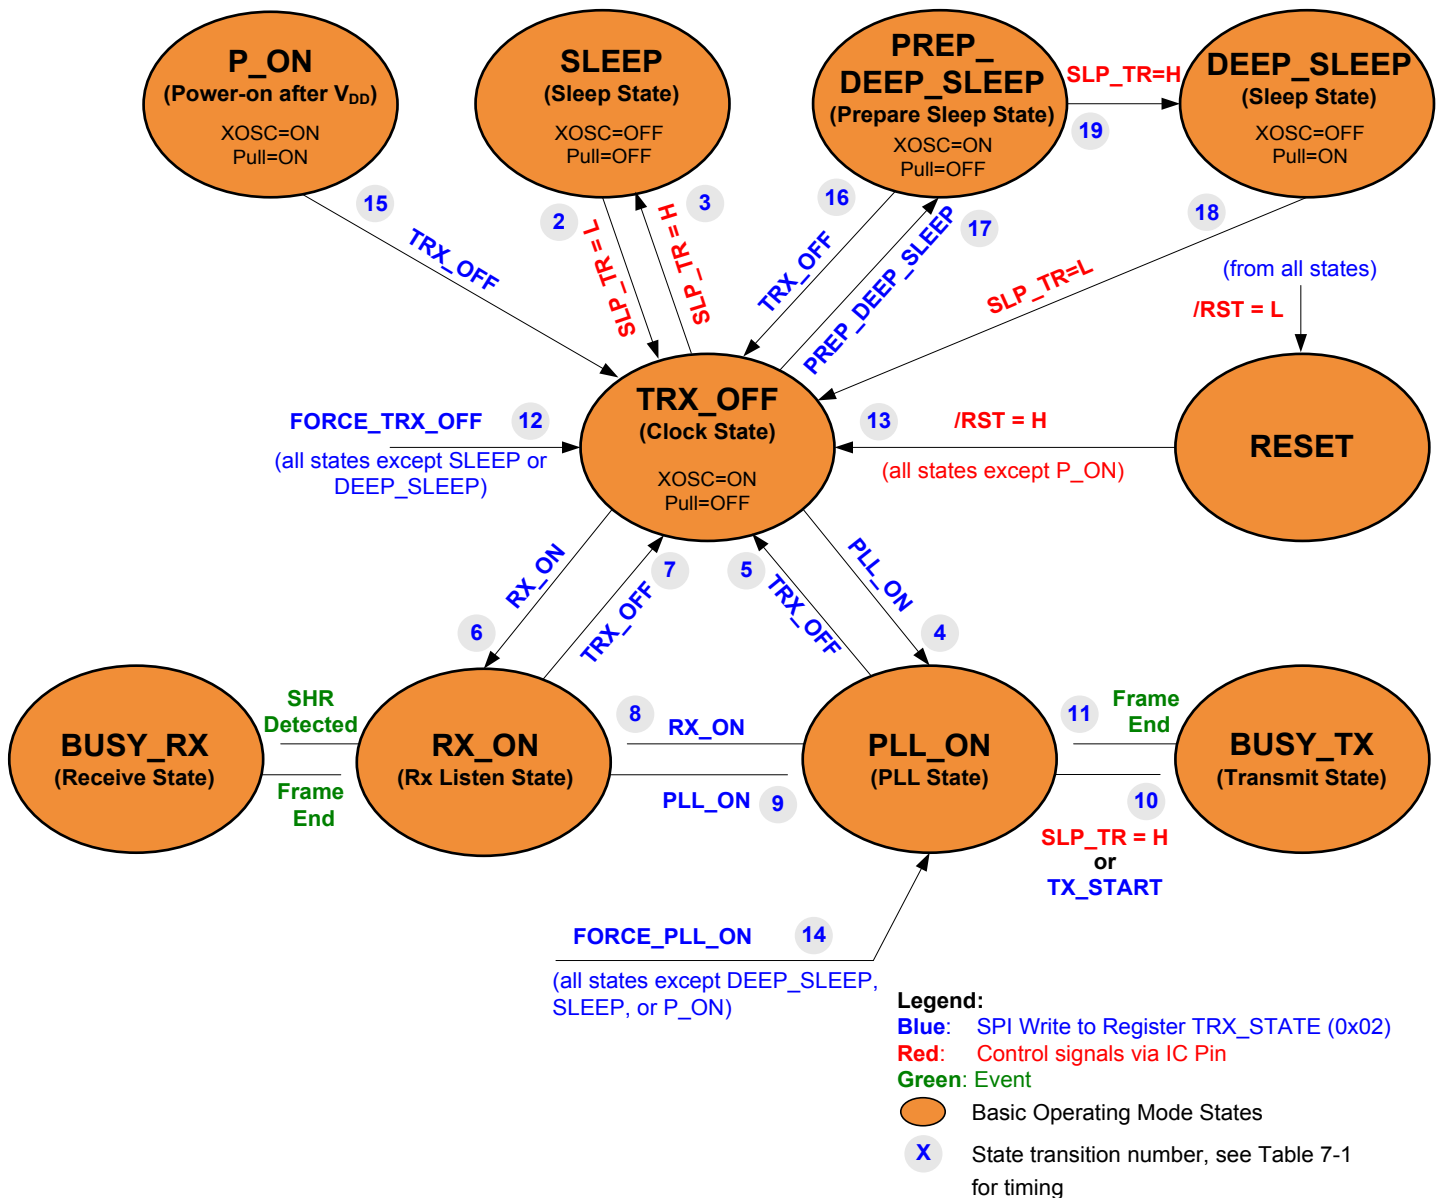 P_ON
(Power-on after VDD)
XOSC=ON
Pull=ON
SLEEP
(Sleep State)
XOSC=OFF
Pull=OFF
PREP_
DEEP_SLEEP
(Prepare Sleep State)
XOSC=ON
Pull=OFF
SLP_TR=H
19
DEEP_SLEEP
(Sleep State)
XOSC=OFF
Pull=ON
15
TRX_OFF
2
SLP_TR = L
3
SLP_TR = H
16
TRX_OFF
17
PREP_DEEP_SLEEP
18
SLP_TR=L
(from all states)
/RST = L
TRX_OFF
(Clock State)
XOSC=ON
Pull=OFF
FORCE_TRX_OFF
12
(all states except SLEEP or
DEEP_SLEEP)
13
/RST = H
(all states except P_ON)
RESET
RX_ON
6
7
TRX_OFF
5
TRX_OFF
PLL_ON
4
BUSY_RX
(Receive State)
SHR
Detected
Frame
End
RX_ON
(Rx Listen State)
8
RX_ON
PLL_ON
9
PLL_ON
(PLL State)
11
Frame
End
10
SLP_TR = H
or
TX_START
BUSY_TX
(Transmit State)
FORCE_PLL_ON
14
(all states except DEEP_SLEEP,
SLEEP, or P_ON)
Legend:
Blue: SPI Write to Register TRX_STATE (0x02)
Red: Control signals via IC Pin
Green: Event
Basic Operating Mode States
X State transition number, see Table 7-1
for timing